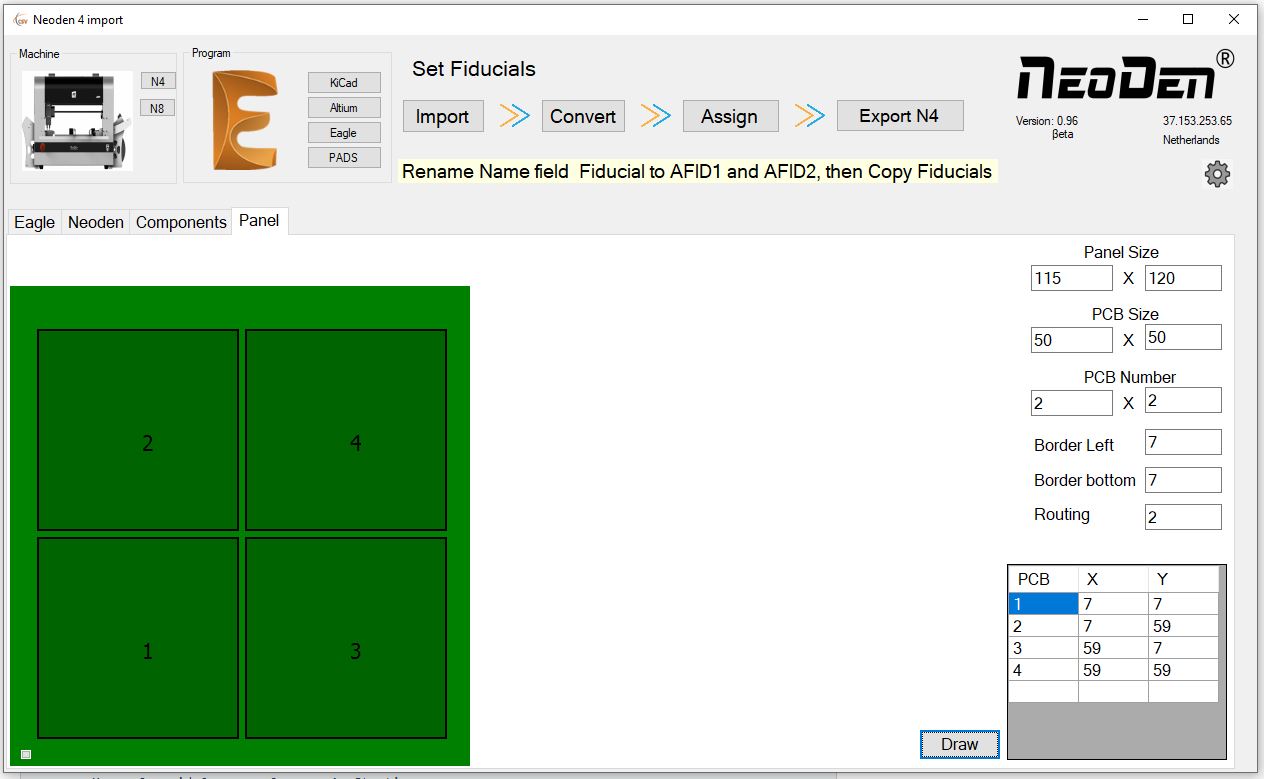 CSV Neoden 4 import
Machine
N4
N8
Program
KiCad
Altium
Eagle
PADS
Set Fiducials
Import
Convert
Assign
Export N4
Rename Name field Fiducial to AFID1 and AFID2, then Copy Fiducials
NEODEN®
Version: 0.96
βeta
37.153.253.65
Netherlands
Eagle Neoden Components Panel
2 4
1 3
Panel Size
115 X 120
PCB Size
50 X 50
PCB Number
2 X 2
Border Left 7
Border bottom 7
Routing 2
PCB X Y
1 7 7
2 7 59
3 59 7
4 59 59
Draw